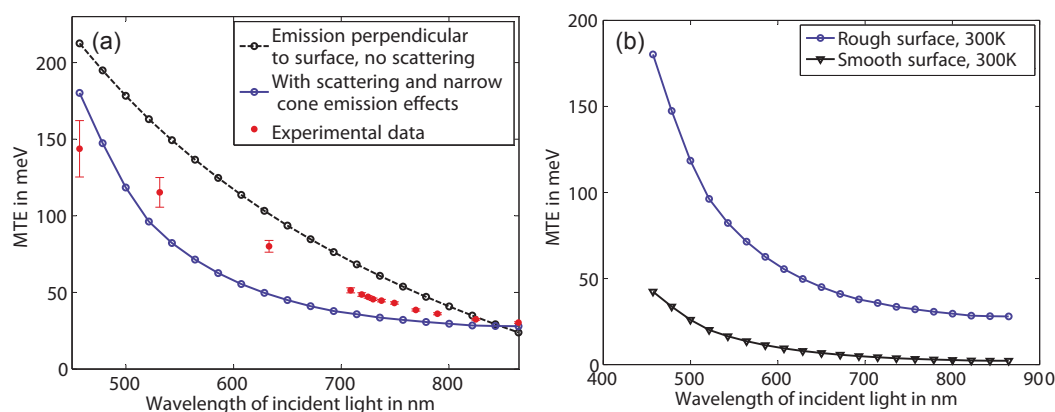 (a)
Emission perpendicular
to surface, no scattering
With scattering and narrow
cone emission effects
Experimental data
MTE in meV
200
150
100
50
0
500
600
700
800
Wavelength of incident light in nm
(b)
Rough surface, 300K
Smooth surface, 300K
MTE in meV
200
150
100
50
0
400
500
600
700
800
900
Wavelength of incident light in nm